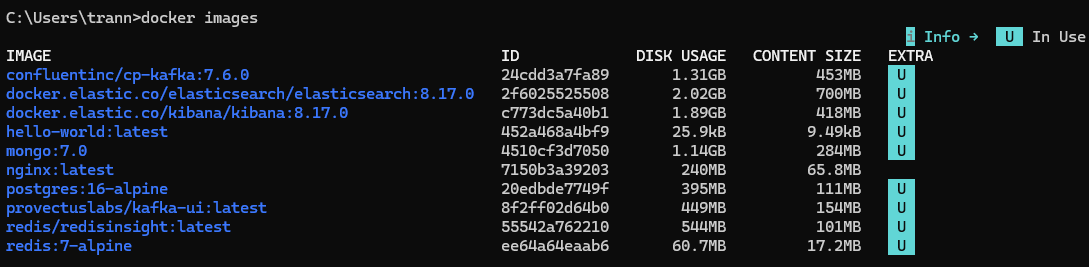 C:\Users\trann>docker images
i Info → U In Use
IMAGE ID DISK USAGE CONTENT SIZE EXTRA
confluentinc/cp-kafka:7.6.0 24cdd3a7fa89 1.31GB 453MB U
docker.elastic.co/elasticsearch/elasticsearch:8.17.0 2f6025525508 2.02GB 700MB U
docker.elastic.co/kibana/kibana:8.17.0 c773dc5a40b1 1.89GB 418MB U
hello-world:latest 452a468a4bf9 25.9kB 9.49kB U
mongo:7.0 4510cf3d7050 1.14GB 284MB U
nginx:latest 7150b3a39203 240MB 65.8MB
postgres:16-alpine 20edbde7749f 395MB 111MB U
provectuslabs/kafka-ui:latest 8f2ff02d64b0 449MB 154MB U
redis/redisinsight:latest 55542a762210 544MB 101MB U
redis:7-alpine ee64a64eaab6 60.7MB 17.2MB U